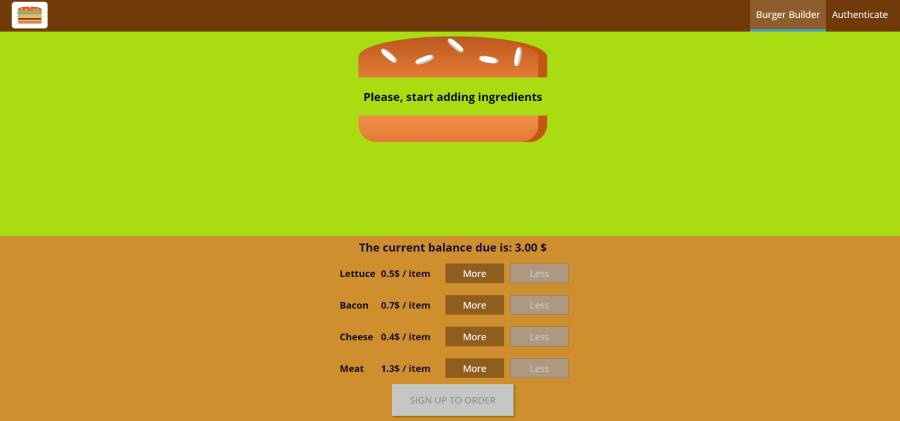 Burger Builder Authenticate
Please, start adding ingredients
The current balance due is: 3.00 $
Lettuce 0.5$ / item More Less
Bacon 0.7$ / item More Less
Cheese 0.4$ / item More Less
Meat 1.3$ / item More Less
SIGN UP TO ORDER